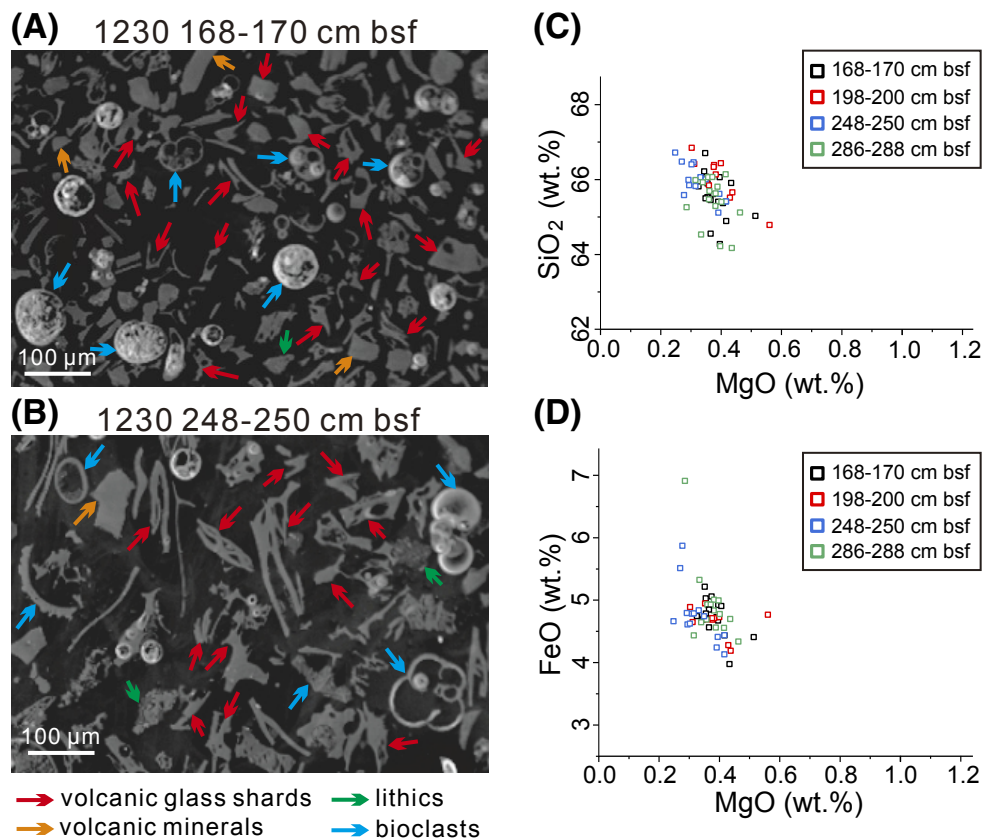 (A) 1230 168-170 cm bsf
100 µm
(B) 1230 248-250 cm bsf
100 µm
volcanic glass shards
lithics
volcanic minerals
bioclasts
(C)
168-170 cm bsf
198-200 cm bsf
248-250 cm bsf
286-288 cm bsf
SiO₂ (wt.%)
68
66
64
62
0.0 0.2 0.4 0.6 0.8 1.0 1.2
MgO (wt.%)
(D)
168-170 cm bsf
198-200 cm bsf
248-250 cm bsf
286-288 cm bsf
FeO (wt.%)
7
6
5
4
3
0.0 0.2 0.4 0.6 0.8 1.0 1.2
MgO (wt.%)